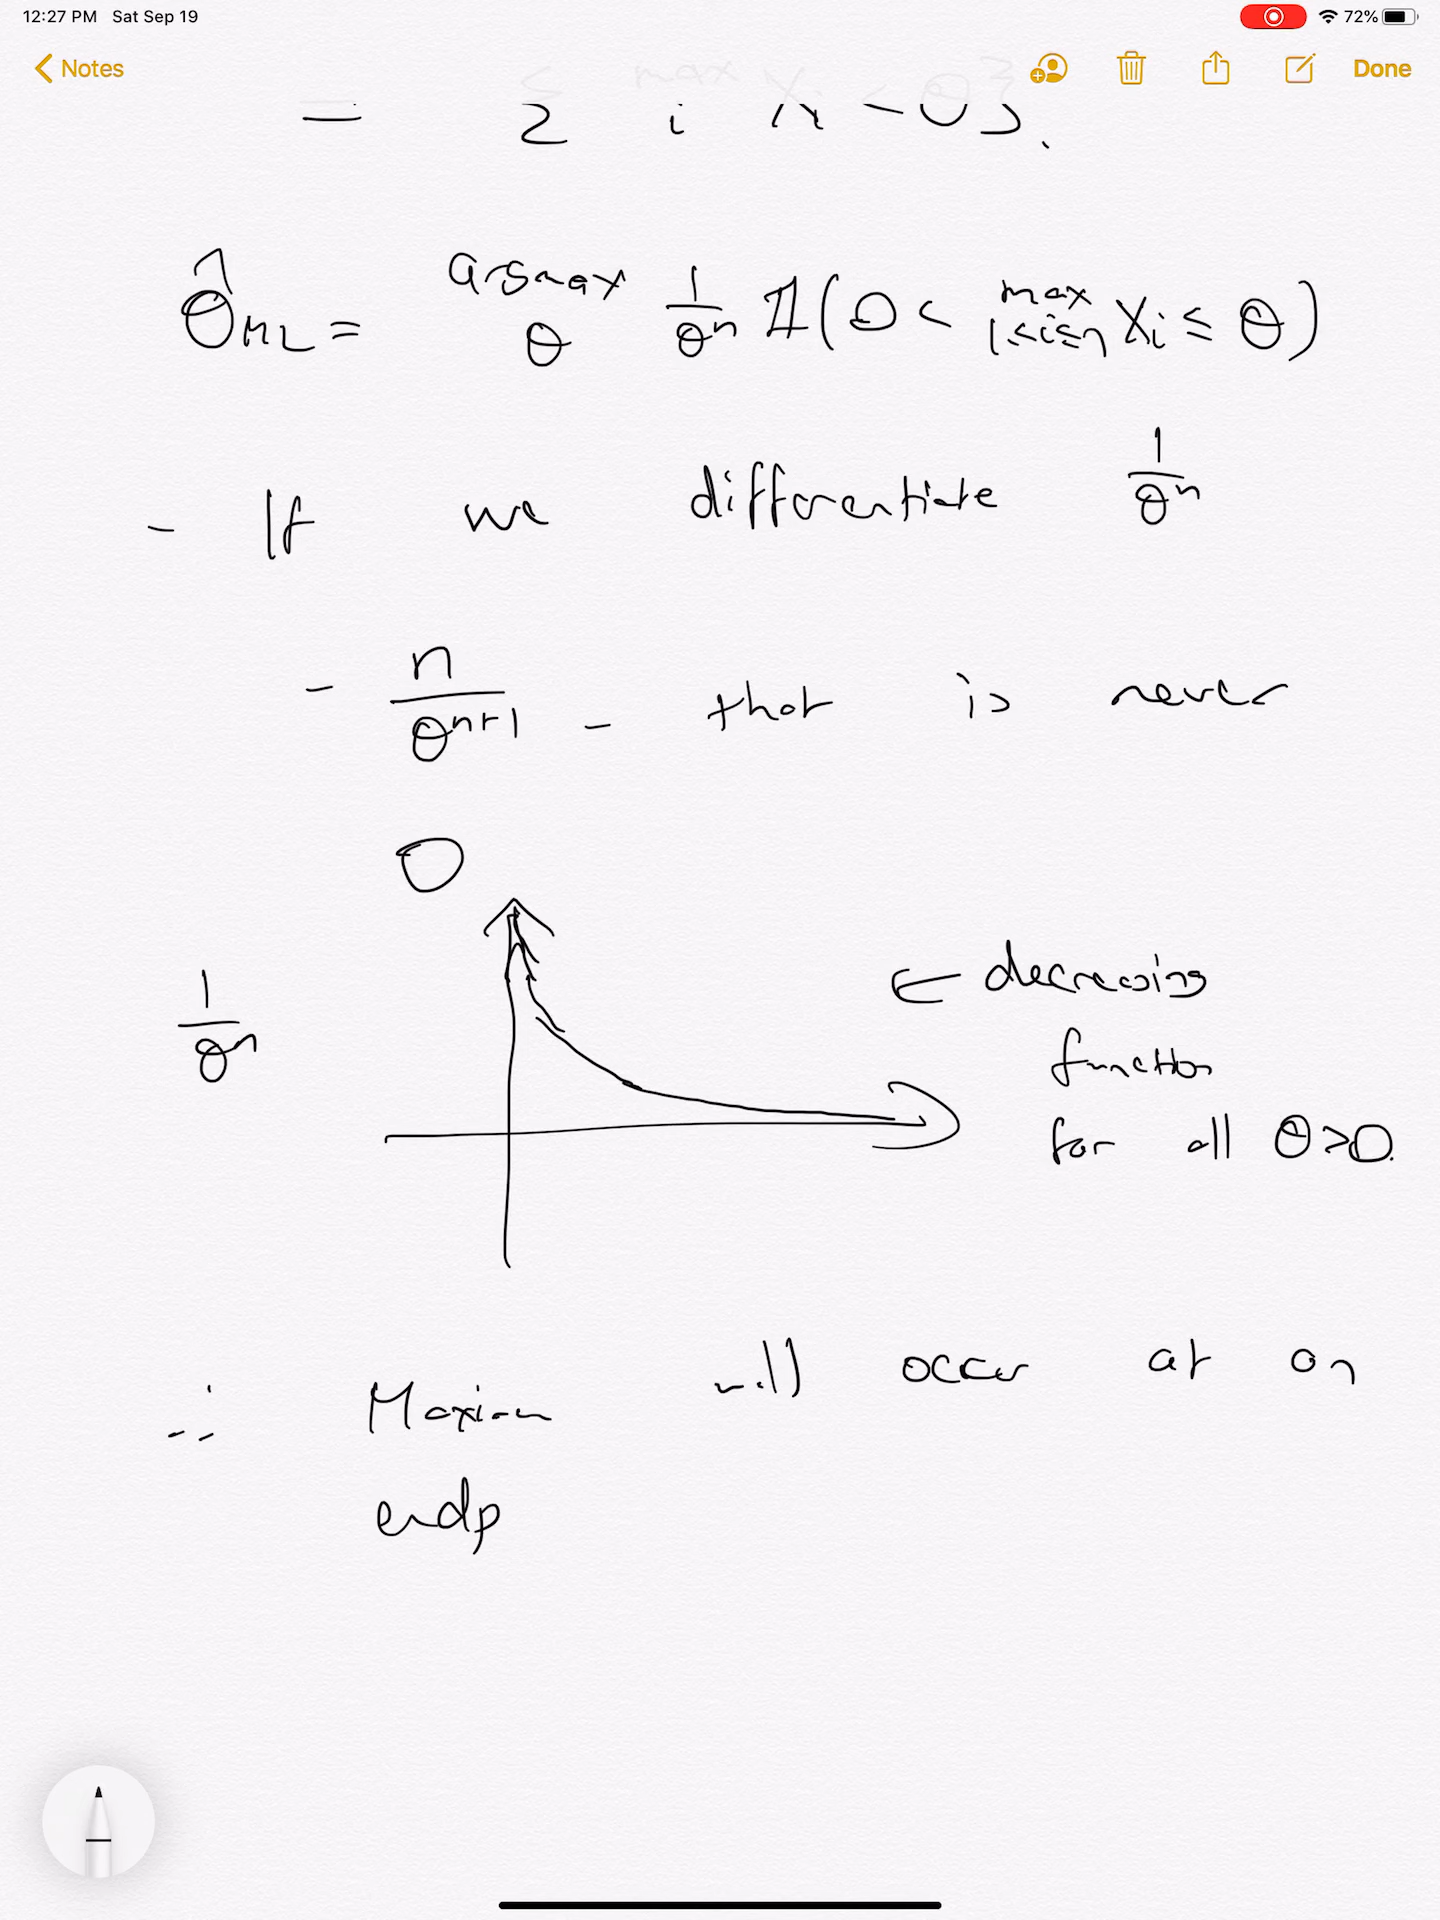 12:27 PM Sat Sep 19 72%
Notes Done
θ̂ML = argmax θ 1/θⁿ 𝟙(0 < max 1≤i≤n Xi ≤ θ)
- If we differentiate 1/θⁿ
- n/θⁿ⁺¹ - that is never
0
1/θⁿ ← decreasing
function
for all θ>0.
∴ Maximum will occur at an
endp